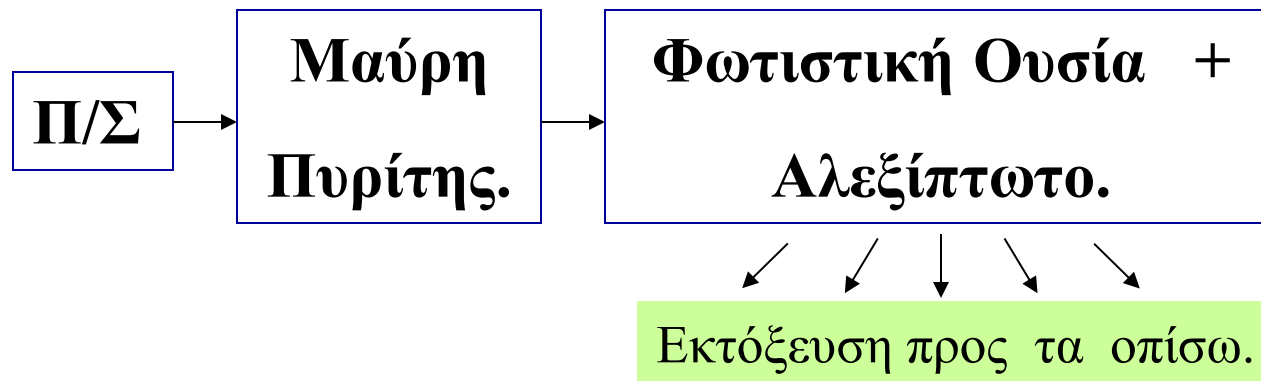 Π/Σ
Μαύρη
Πυρίτης.
Φωτιστική Ουσία +
Αλεξίπτωτο.
Εκτόξευση προς τα οπίσω.